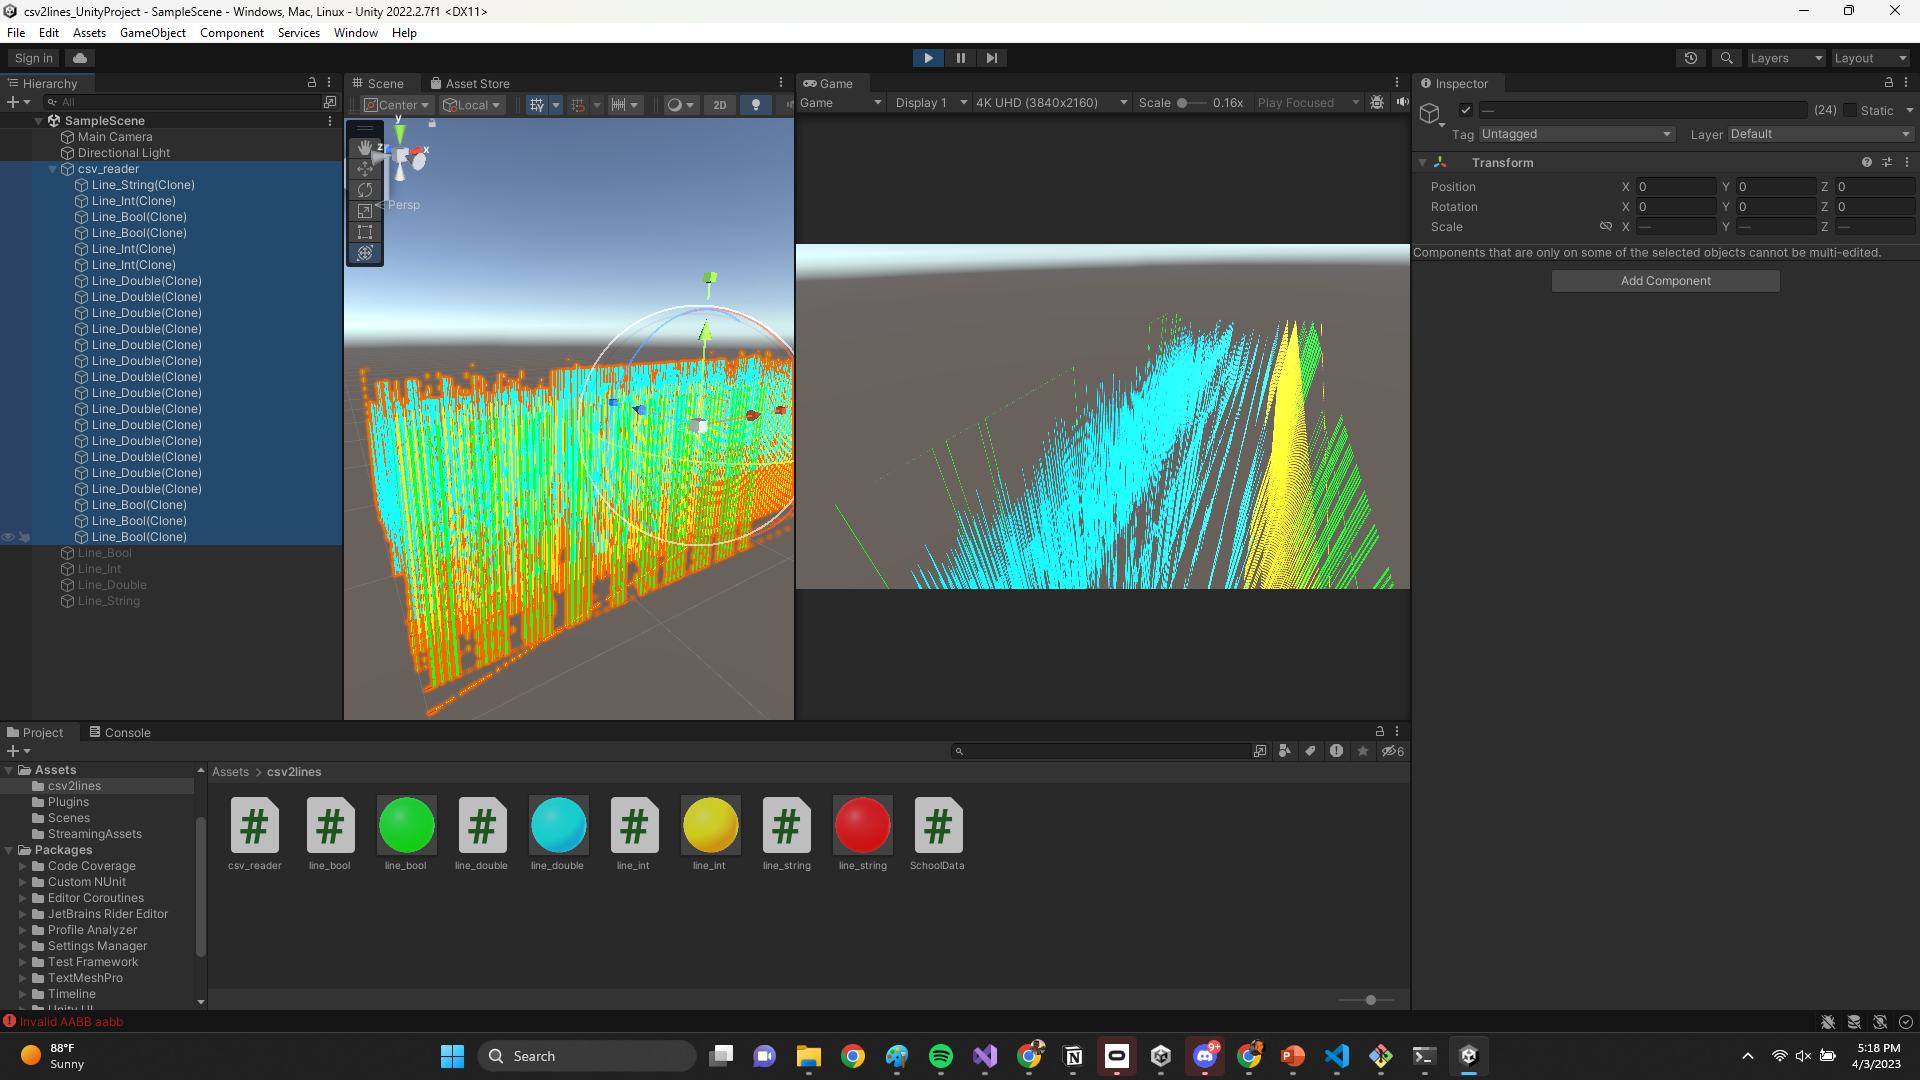 csv2lines_UnityProject - SampleScene - Windows, Mac, Linux - Unity 2022.2.7f1 <DX11>
File Edit Assets GameObject Component Services Window Help
Sign in
Layers Layout
Hierarchy
All
SampleScene
Main Camera
Directional Light
csv_reader
Line_String(Clone)
Line_Int(Clone)
Line_Bool(Clone)
Line_Bool(Clone)
Line_Int(Clone)
Line_Int(Clone)
Line_Double(Clone)
Line_Double(Clone)
Line_Double(Clone)
Line_Double(Clone)
Line_Double(Clone)
Line_Double(Clone)
Line_Double(Clone)
Line_Double(Clone)
Line_Double(Clone)
Line_Double(Clone)
Line_Double(Clone)
Line_Double(Clone)
Line_Double(Clone)
Line_Double(Clone)
Line_Bool(Clone)
Line_Bool(Clone)
Line_Bool(Clone)
Line_Bool
Line_Int
Line_Double
Line_String
Scene Asset Store
Center Local 2D
y
z x
Persp
Game
Game Display 1 4K UHD (3840x2160) Scale 0.16x Play Focused
Inspector
— (24) Static
Tag Untagged Layer Default
Transform
Position X 0 Y 0 Z 0
Rotation X 0 Y 0 Z 0
Scale X — Y — Z —
Components that are only on some of the selected objects cannot be multi-edited.
Add Component
Project Console
6
Assets
csv2lines
Plugins
Scenes
StreamingAssets
Packages
Code Coverage
Custom NUnit
Editor Coroutines
JetBrains Rider Editor
Profile Analyzer
Settings Manager
Test Framework
TextMeshPro
Timeline
Unity UI
Assets > csv2lines
csv_reader line_bool line_bool line_double line_double line_int line_int line_string line_string SchoolData
Invalid AABB aabb
88°F
Sunny
Search
9+
5:18 PM
4/3/2023